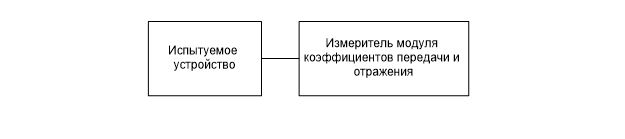 Испытуемое
устройство
Измеритель модуля
коэффициентов передачи и
отражения